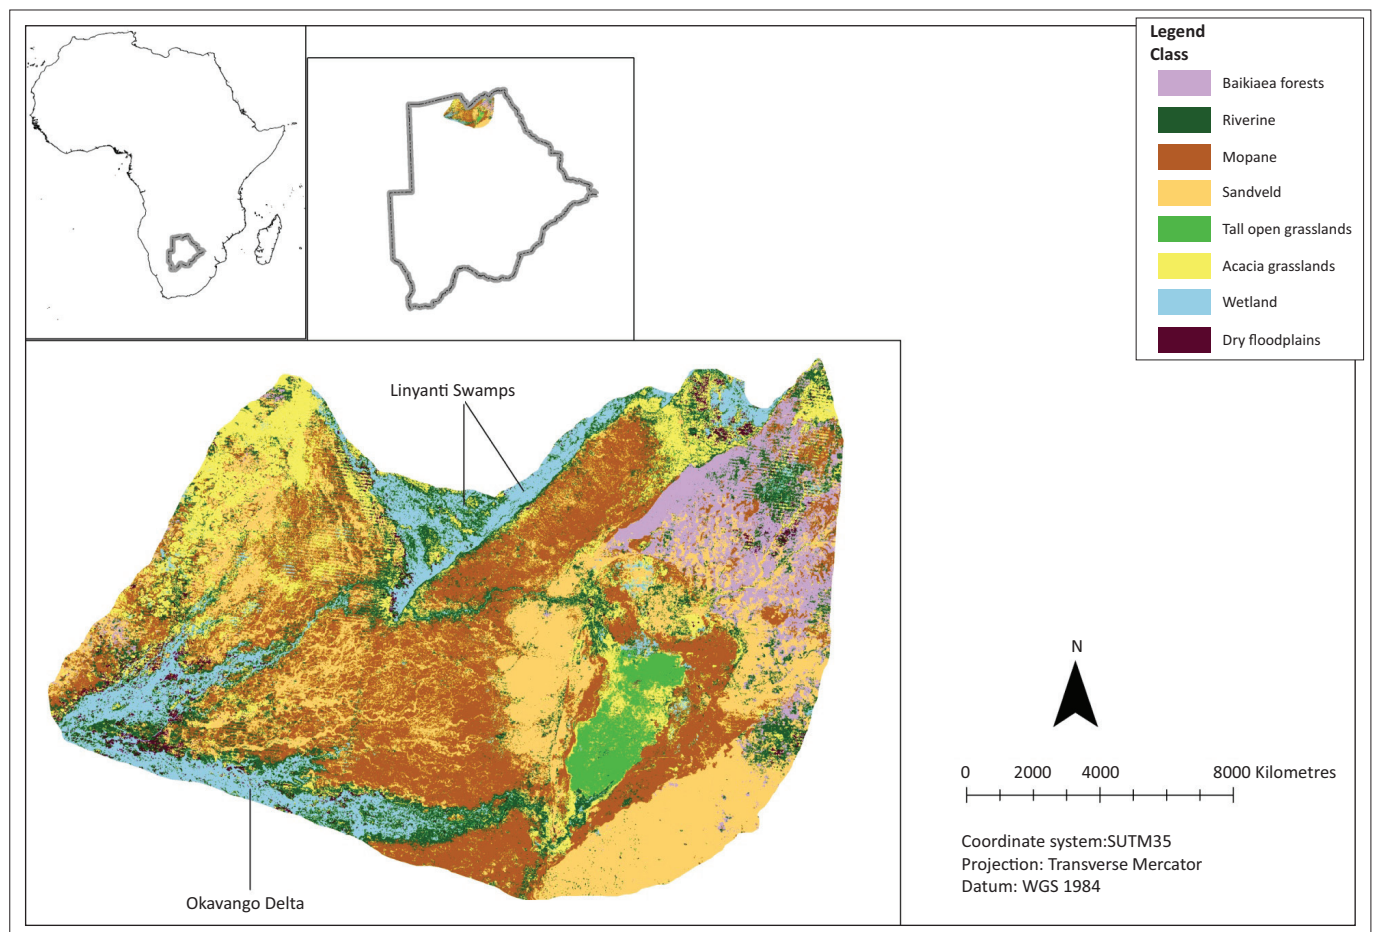 Legend
Class
Baikiaea forests
Riverine
Mopane
Sandveld
Tall open grasslands
Acacia grasslands
Wetland
Dry floodplains
Linyanti Swamps
Okavango Delta
N
0 2000 4000 8000 Kilometres
Coordinate system:SUTM35
Projection: Transverse Mercator
Datum: WGS 1984